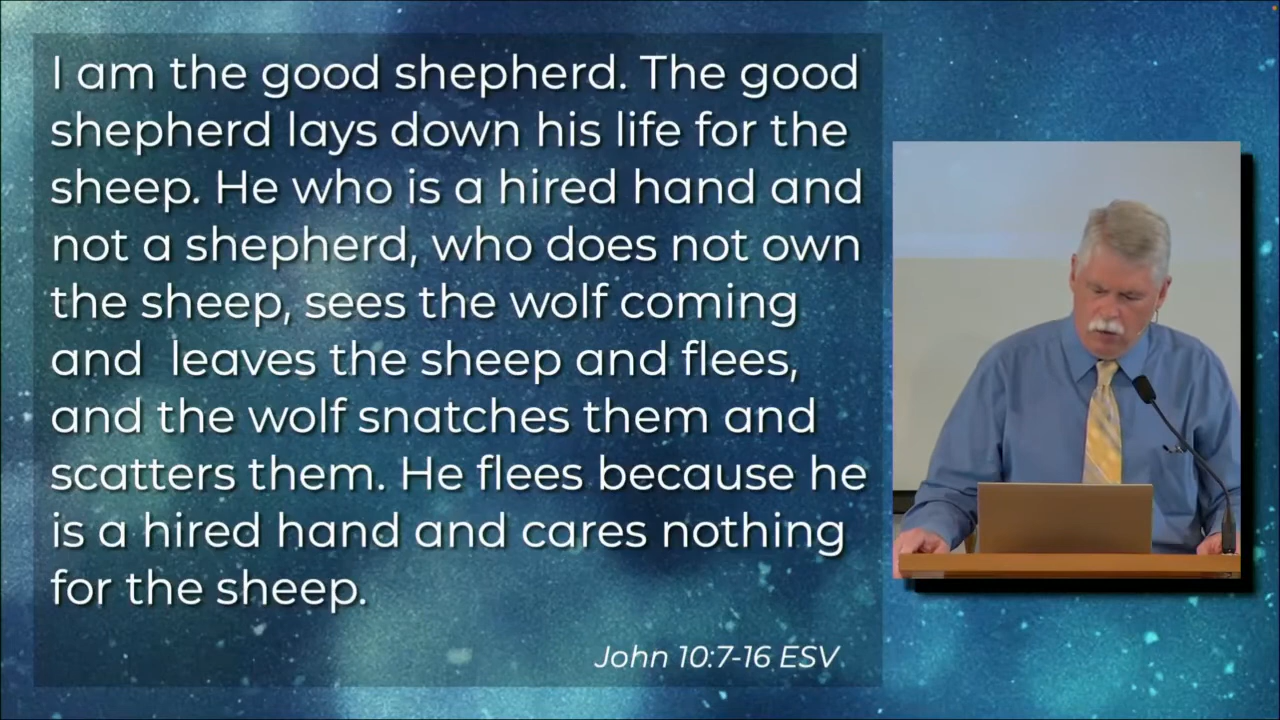 I am the good shepherd. The good
shepherd lays down his life for the
sheep. He who is a hired hand and
not a shepherd, who does not own
the sheep, sees the wolf coming
and  leaves the sheep and flees,
and the wolf snatches them and
scatters them. He flees because he
is a hired hand and cares nothing
for the sheep.
John 10:7-16 ESV